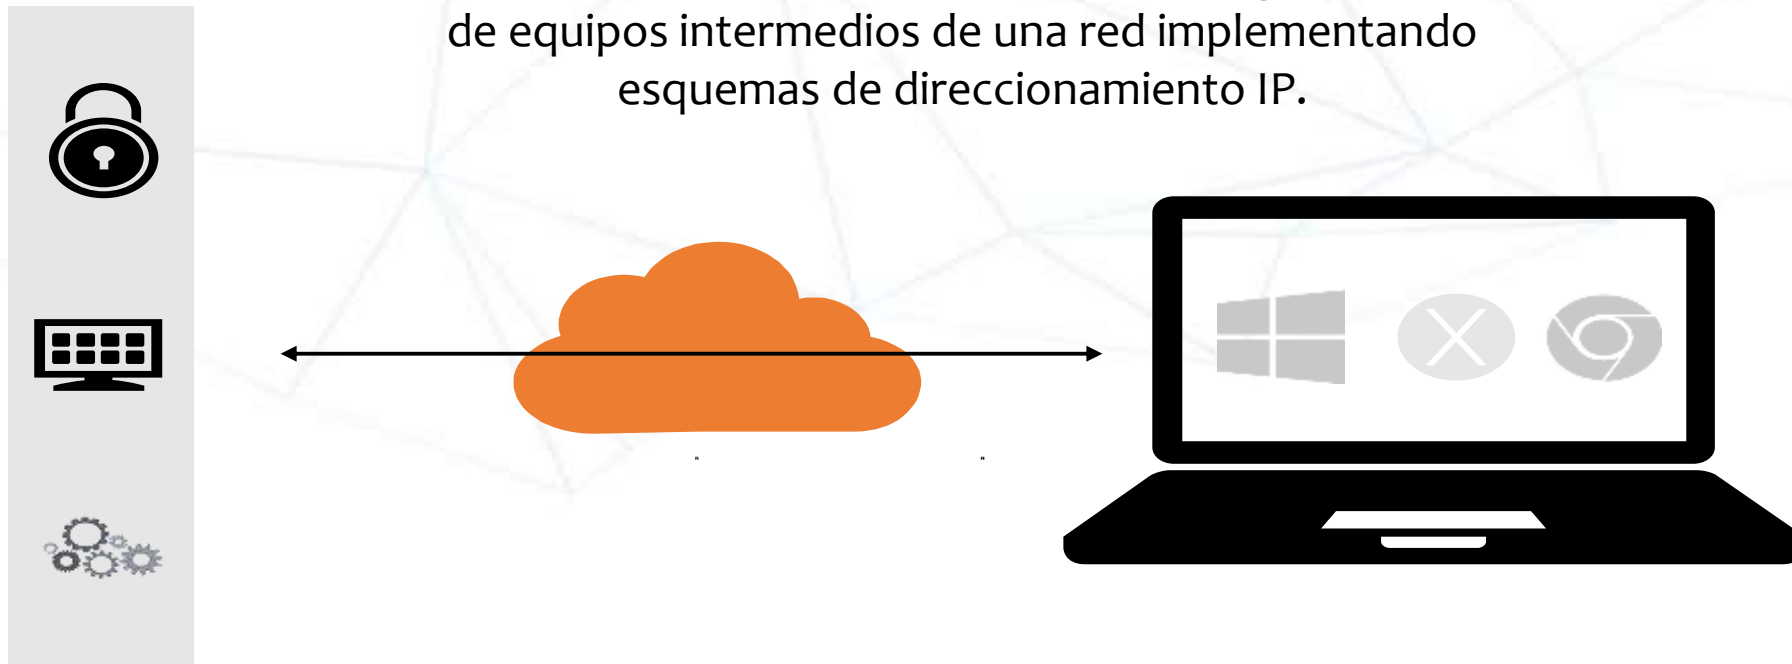 de equipos intermedios de una red implementando
esquemas de direccionamiento IP.